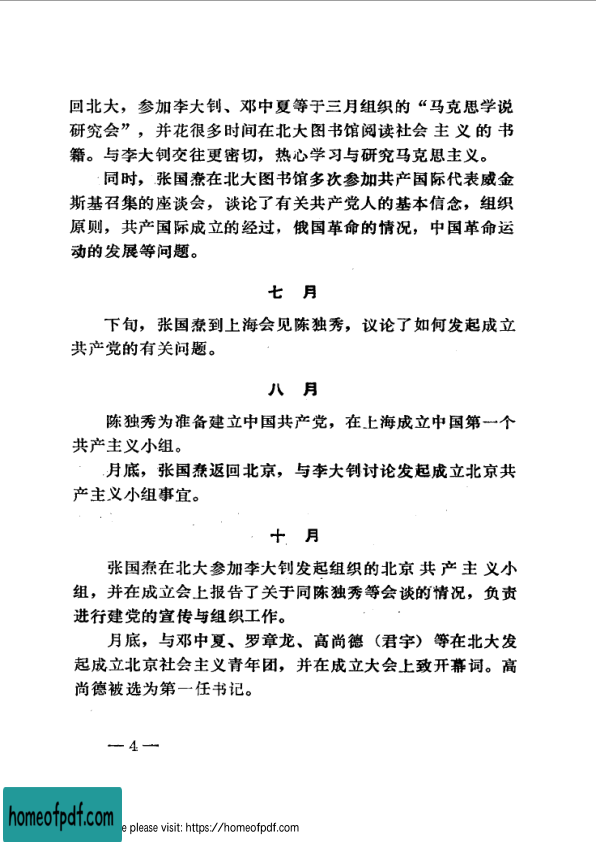 回北大，参加李大钊、邓中夏等于三月组织的“马克思学说
研究会”，并花很多时间在北大图书馆阅读社会主义的书
籍。与李大钊交往更密切，热心学习与研究马克思主义。
同时，张国焘在北大图书馆多次参加共产国际代表威金
斯基召集的座谈会，谈论了有关共产党人的基本信念，组织
原则，共产国际成立的经过，俄国革命的情况，中国革命运
动的发展等问题。
七月
下旬，张国焘到上海会见陈独秀，议论了如何发起成立
共产党的有关问题。
八月
陈独秀为准备建立中国共产党，在上海成立中国第一个
共产主义小组。
月底，张国焘返回北京，与李大钊讨论发起成立北京共
产主义小组事宜。
十月
张国焘在北大参加李大钊发起组织的北京共产主义小
组，并在成立会上报告了关于同陈独秀等会谈的情况，负责
进行建党的宣传与组织工作。
月底，与邓中夏、罗章龙、高尚德（君宇）等在北大发
起成立北京社会主义青年团，并在成立大会上致开幕词。高
尚德被选为第一任书记。
—4—
homeofpdf.com
please visit: https://homeofpdf.com